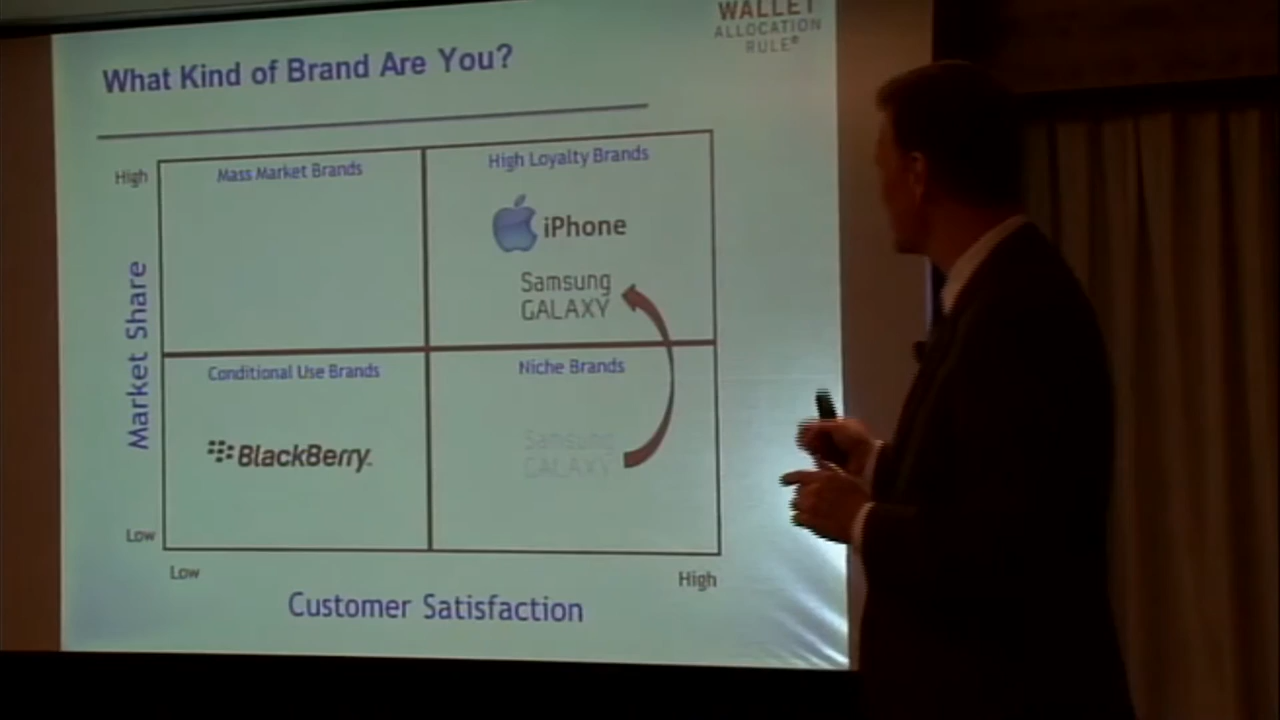 WALLET
ALLOCATION
RULE®
What Kind of Brand Are You?
High
Mass Market Brands
High Loyalty Brands
iPhone
Samsung
GALAXY
Market Share
Conditional Use Brands
Niche Brands
BlackBerry
Samsung
GALAXY
Low
Low
High
Customer Satisfaction